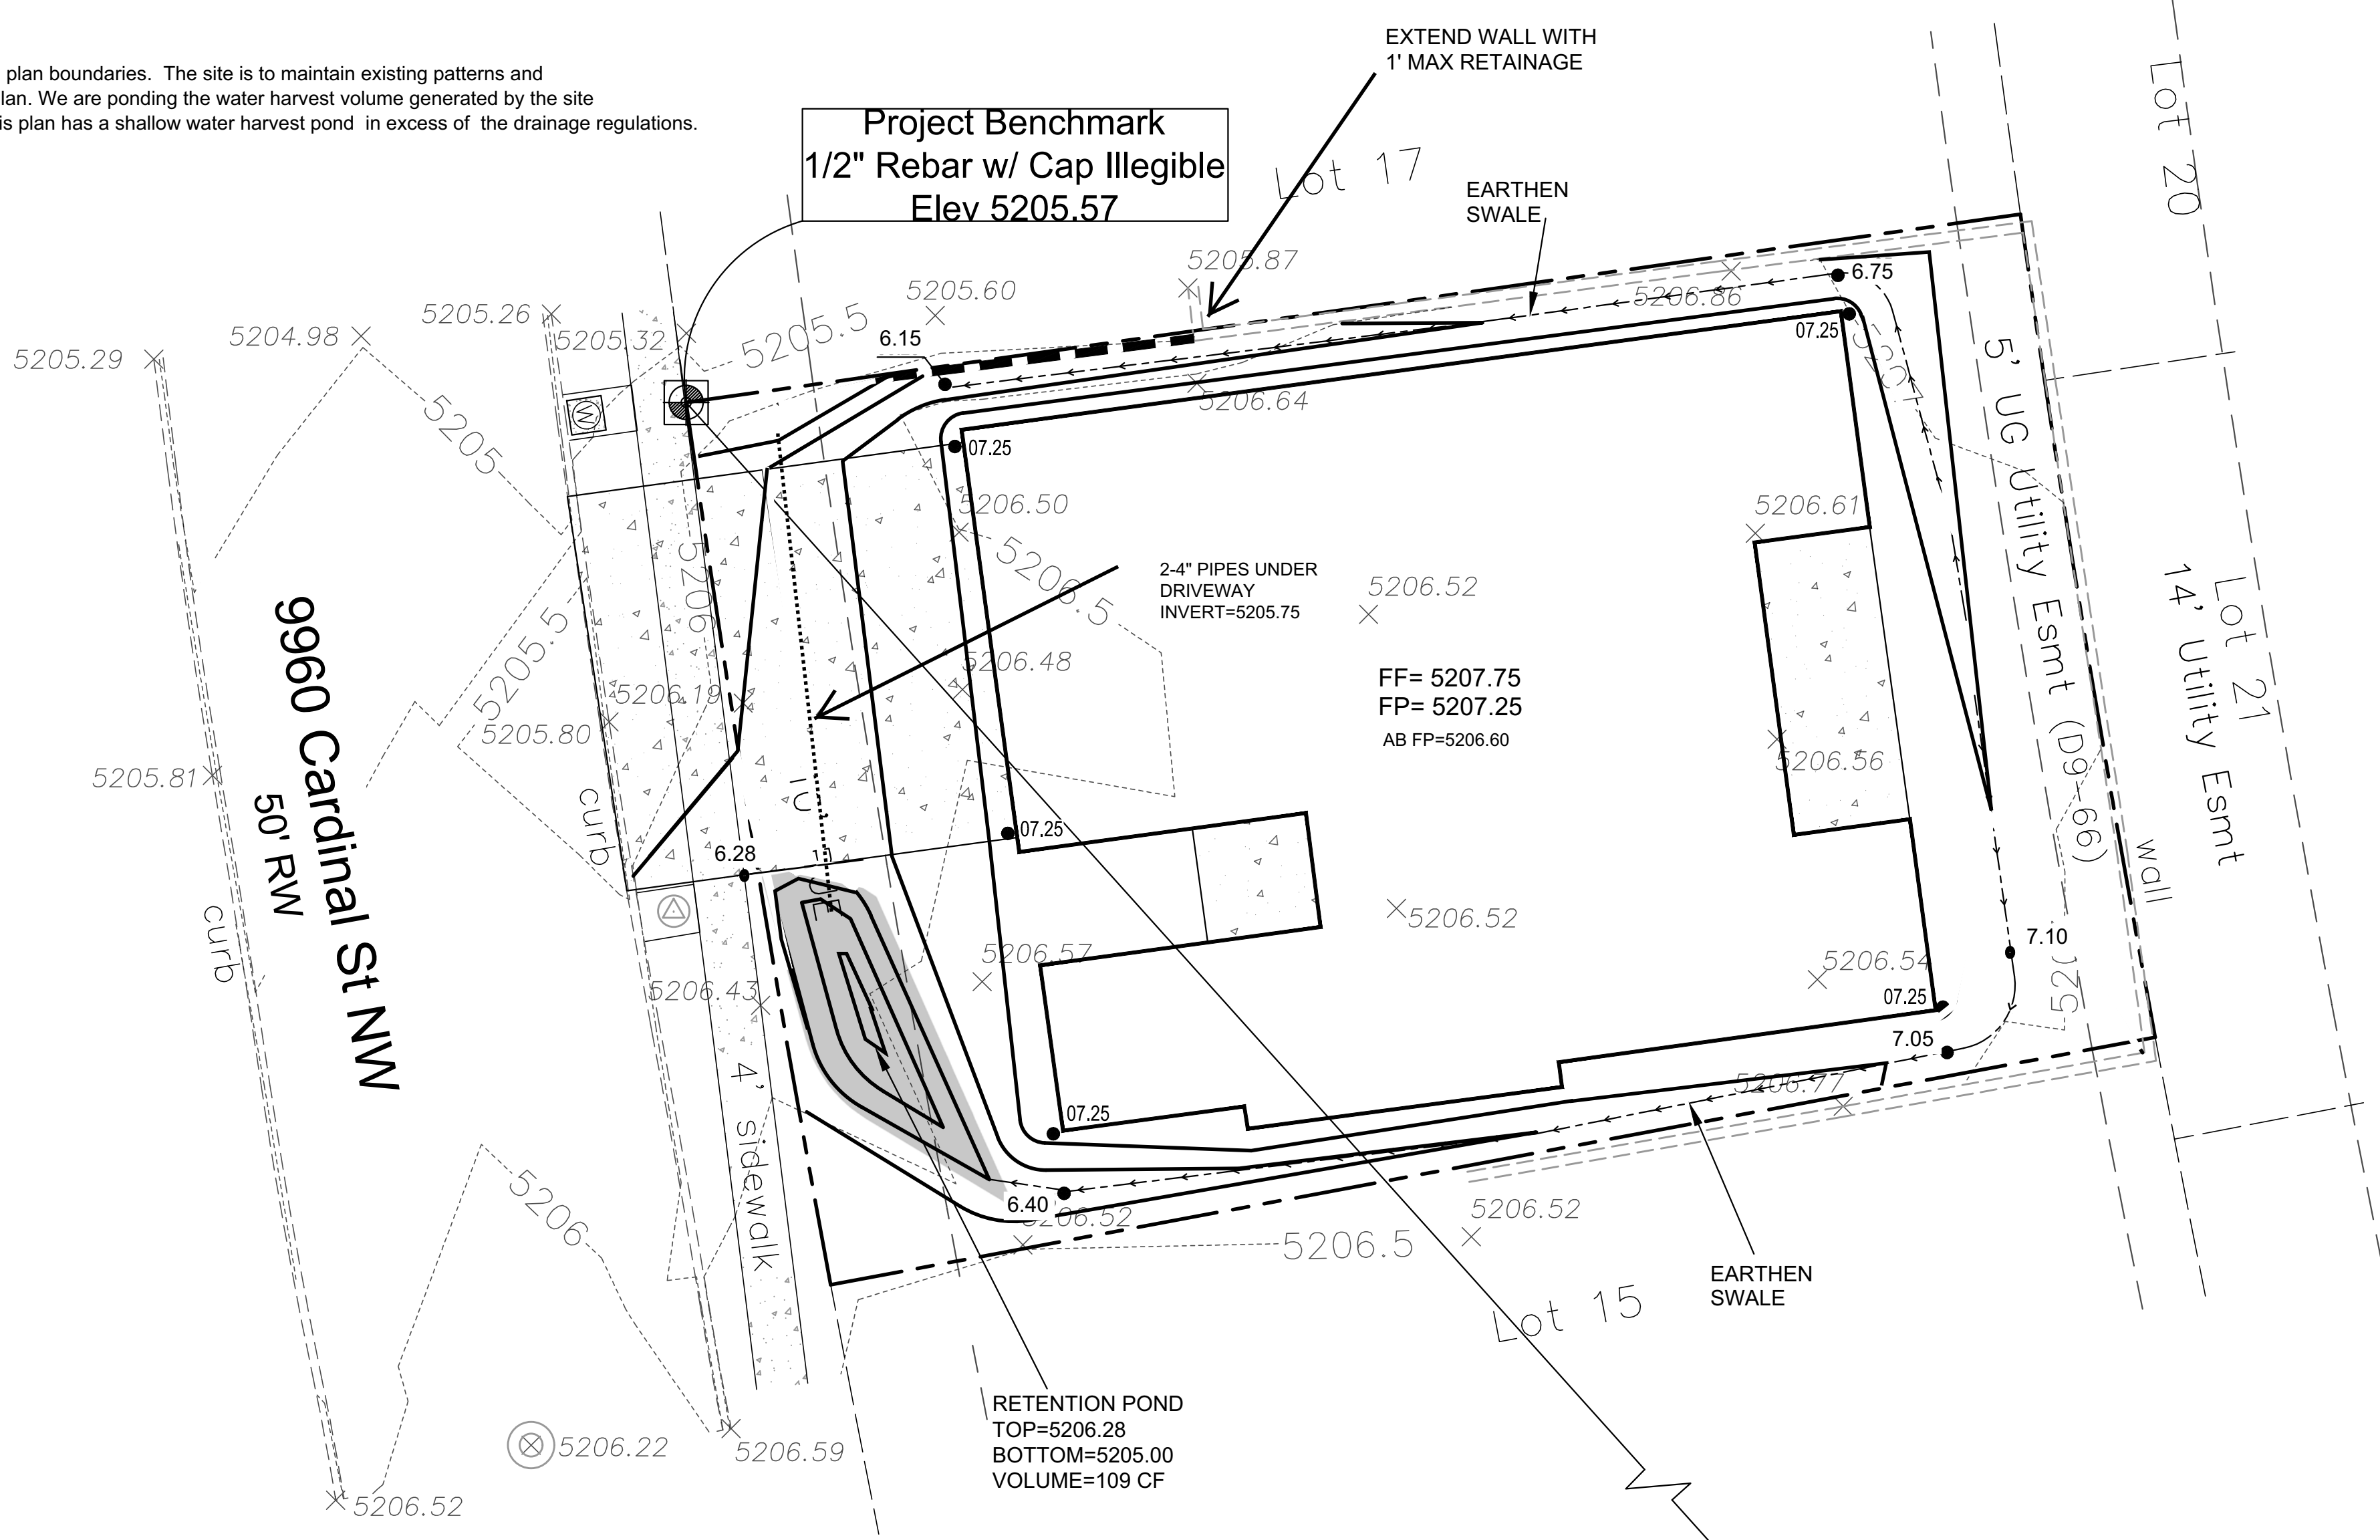 plan boundaries. The site is to maintain existing patterns and
lan. We are ponding the water harvest volume generated by the site
is plan has a shallow water harvest pond in excess of the drainage regulations.
EXTEND WALL WITH
1' MAX RETAINAGE
Project Benchmark
1/2" Rebar w/ Cap Illegible
Elev 5205.57
Lot 17
EARTHEN
SWALE
Lot 20
5205.87
5205.60
5205.26
5205.32
5204.98
5205.29
5205.5
6.15
5206.86
6.75
07.25
5206.64
W
5205
07.25
5206.50
5206.5
5206
5206.61
5' UG Utility Esmt (D9-66)
2-4" PIPES UNDER
DRIVEWAY
INVERT=5205.75
5206.52
Lot 21
14' Utility Esmt
5205.5
5206.19
5205.80
5206.48
FF= 5207.75
FP= 5207.25
AB FP=5206.60
5206.56
5205.81
9960 Cardinal St NW
50' RW
curb
curb
07.25
6.28
wall
5206.52
5206.57
5206.43
5206.54
7.10
07.25
7.05
4' Sidewalk
5206.77
07.25
6.40
5206.52
5206.5
5206.52
5206
EARTHEN
SWALE
Lot 15
RETENTION POND
TOP=5206.28
BOTTOM=5205.00
VOLUME=109 CF
5206.22
5206.59
5206.52